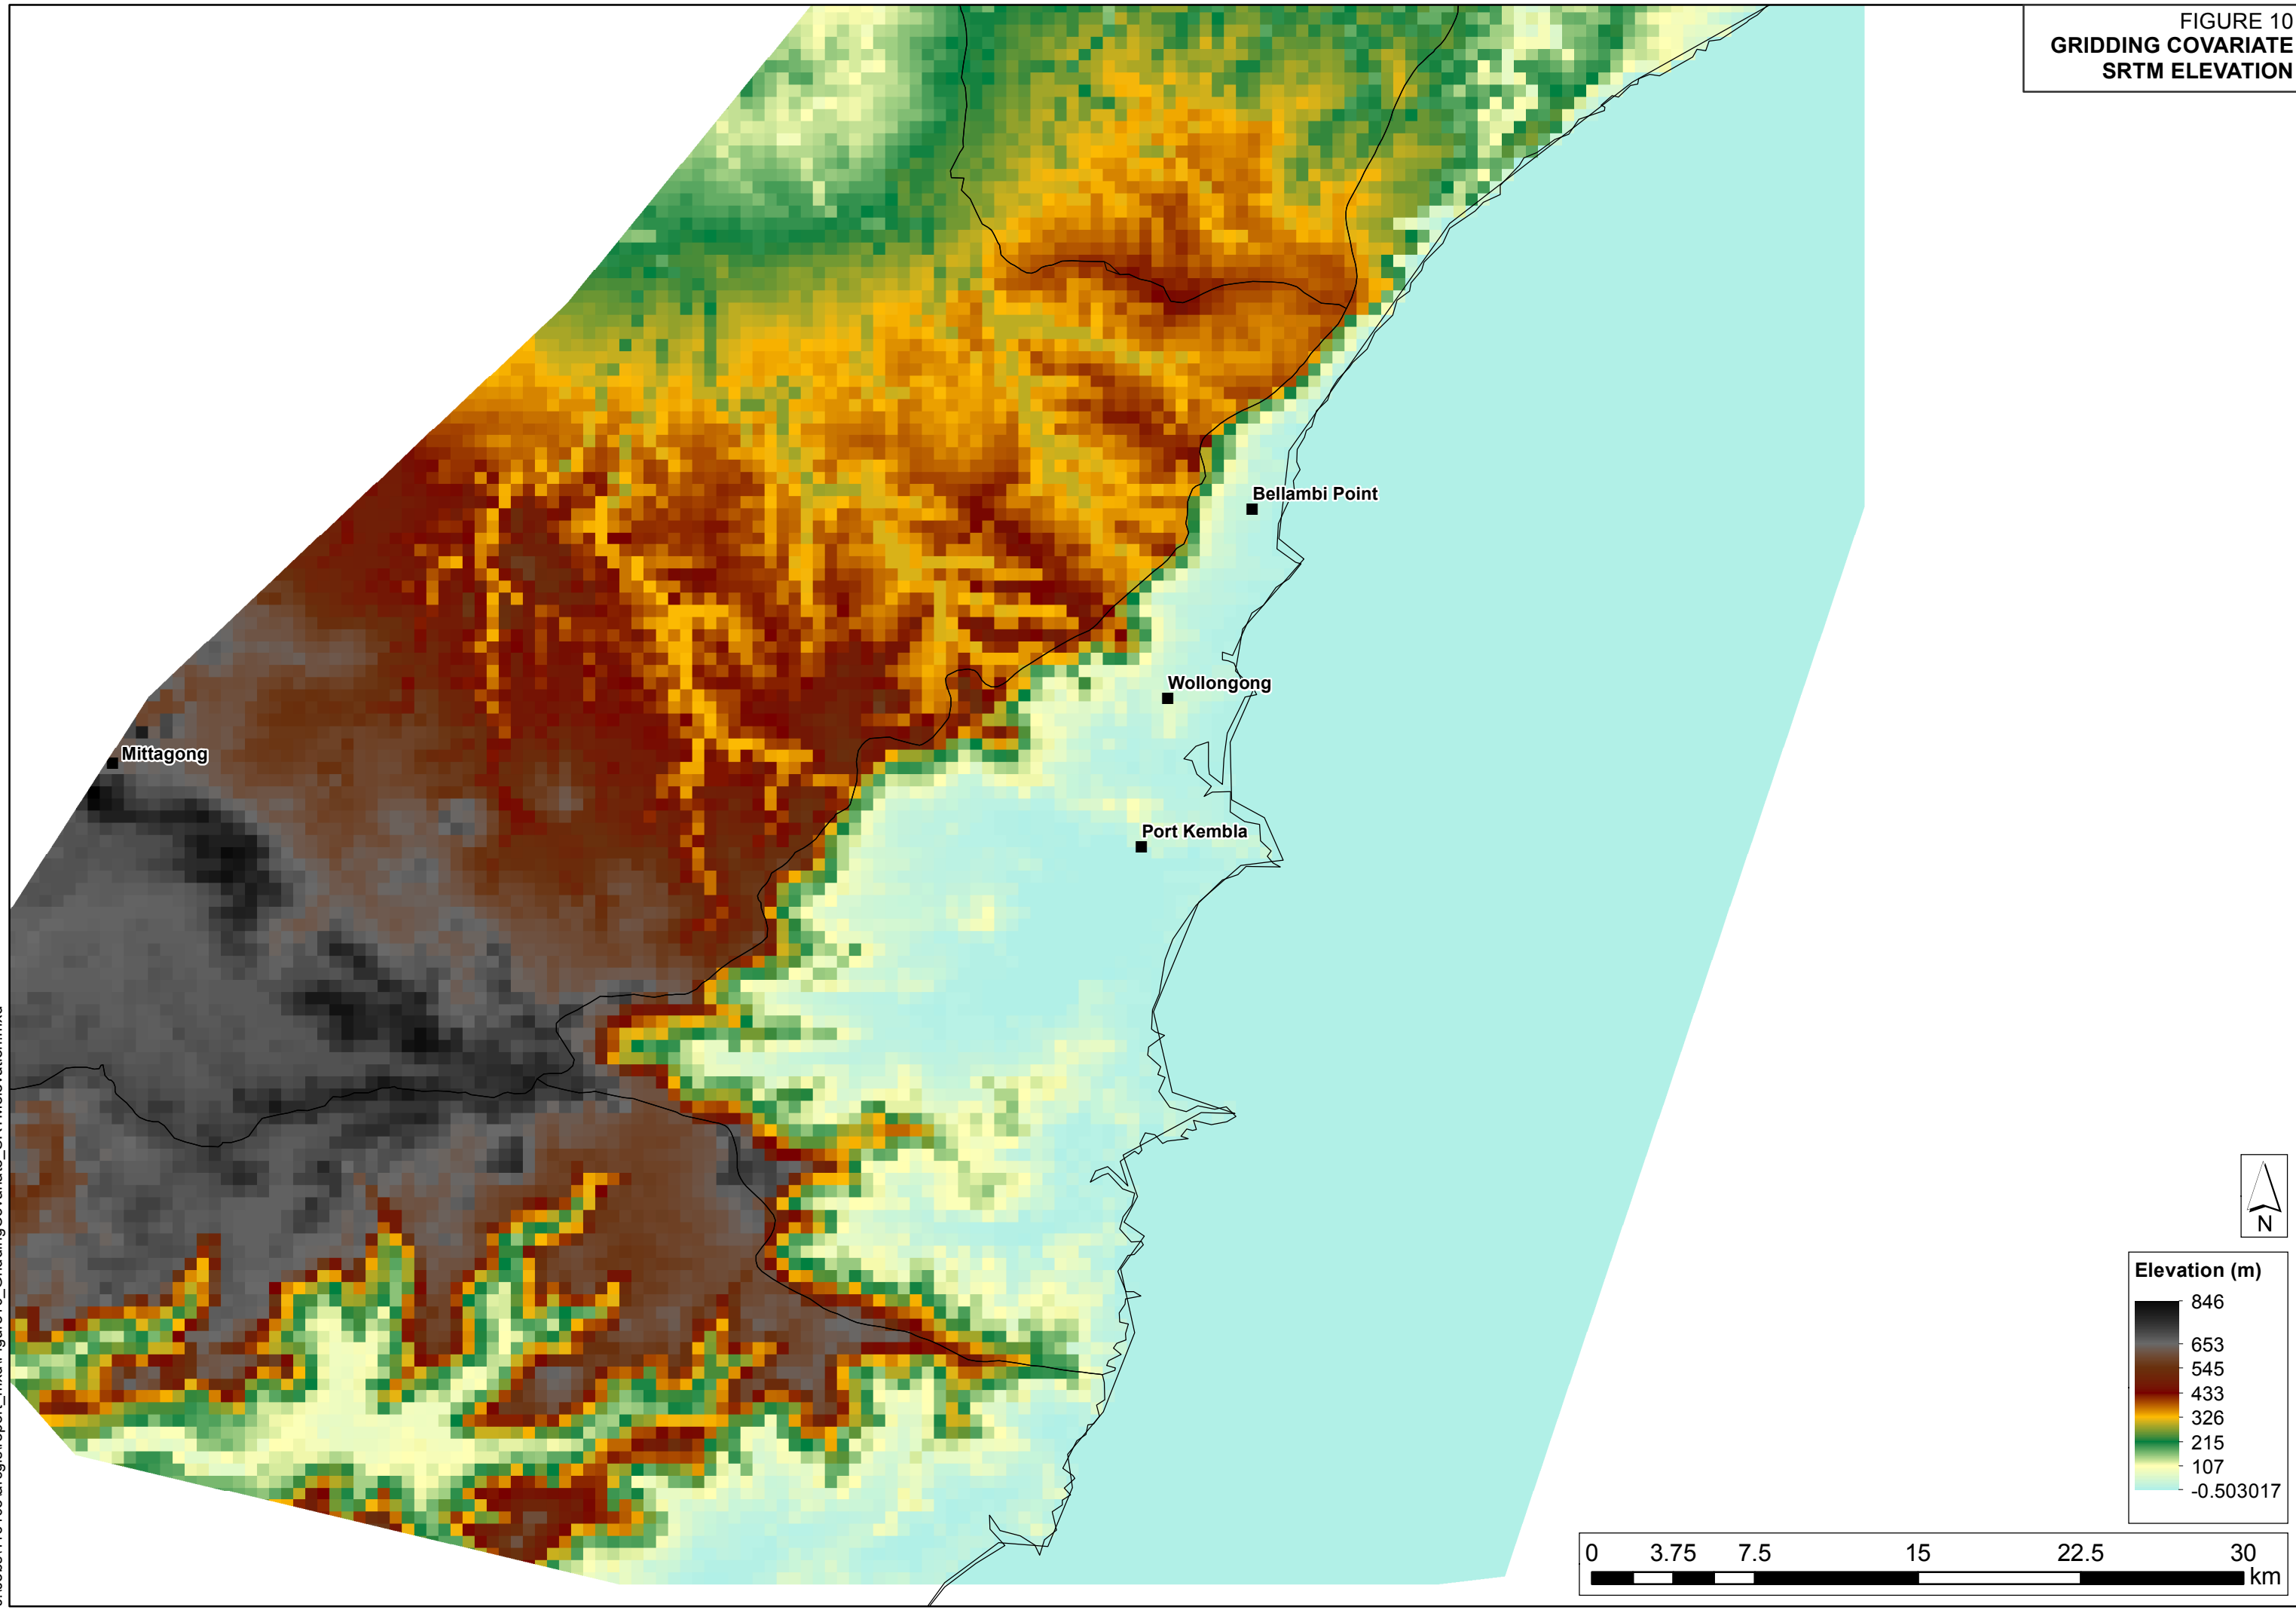 FIGURE 10
GRIDDING COVARIATE
SRTM ELEVATION
Bellambi Point
Wollongong
Mittagong
Port Kembla
N
Elevation (m)
846
653
545
433
326
215
107
-0.503017
0 3.75 7.5 15 22.5 30
km